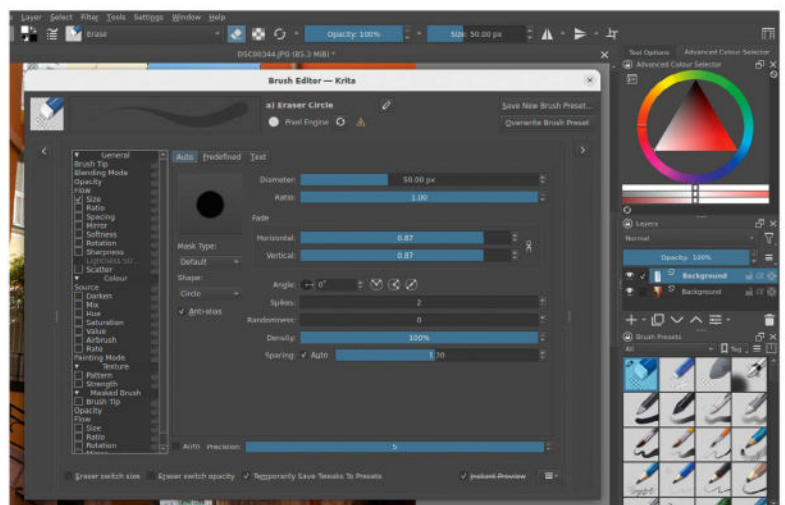 Layer Select Filter Tools Settings Window Help
Erase
Opacity: 100%
Size: 50.00 px
DSC00344.JPG (85.3 MiB) *
Tool Options
Advanced Colour Selector
Advanced Colour Selector
Brush Editor — Krita
a) Eraser Circle
Pixel Engine
Save New Brush Preset...
Overwrite Brush Preset
General
Brush Tip
Blending Mode
Opacity
Flow
Size
Ratio
Spacing
Mirror
Softness
Rotation
Sharpness
Lightness Str...
Scatter
Colour
Source
Darken
Mix
Hue
Saturation
Value
Airbrush
Rate
Painting Mode
Texture
Pattern
Strength
Masked Brush
Brush Tip
Opacity
Flow
Size
Ratio
Rotation
Mirror
Auto Predefined Text
Mask Type:
Default
Shape:
Circle
Anti-alias
Diameter: 50.00 px
Ratio: 1.00
Fade
Horizontal: 0.87
Vertical: 0.87
Angle: 0°
Spikes: 2
Randomness: 0
Density: 100%
Spacing: Auto 1.20
Auto Precision: 5
Eraser switch size
Eraser switch opacity
Temporarily Save Tweaks To Presets
Instant Preview
Layers
Normal
Opacity: 100%
Background
Background
Brush Presets
All
Tag